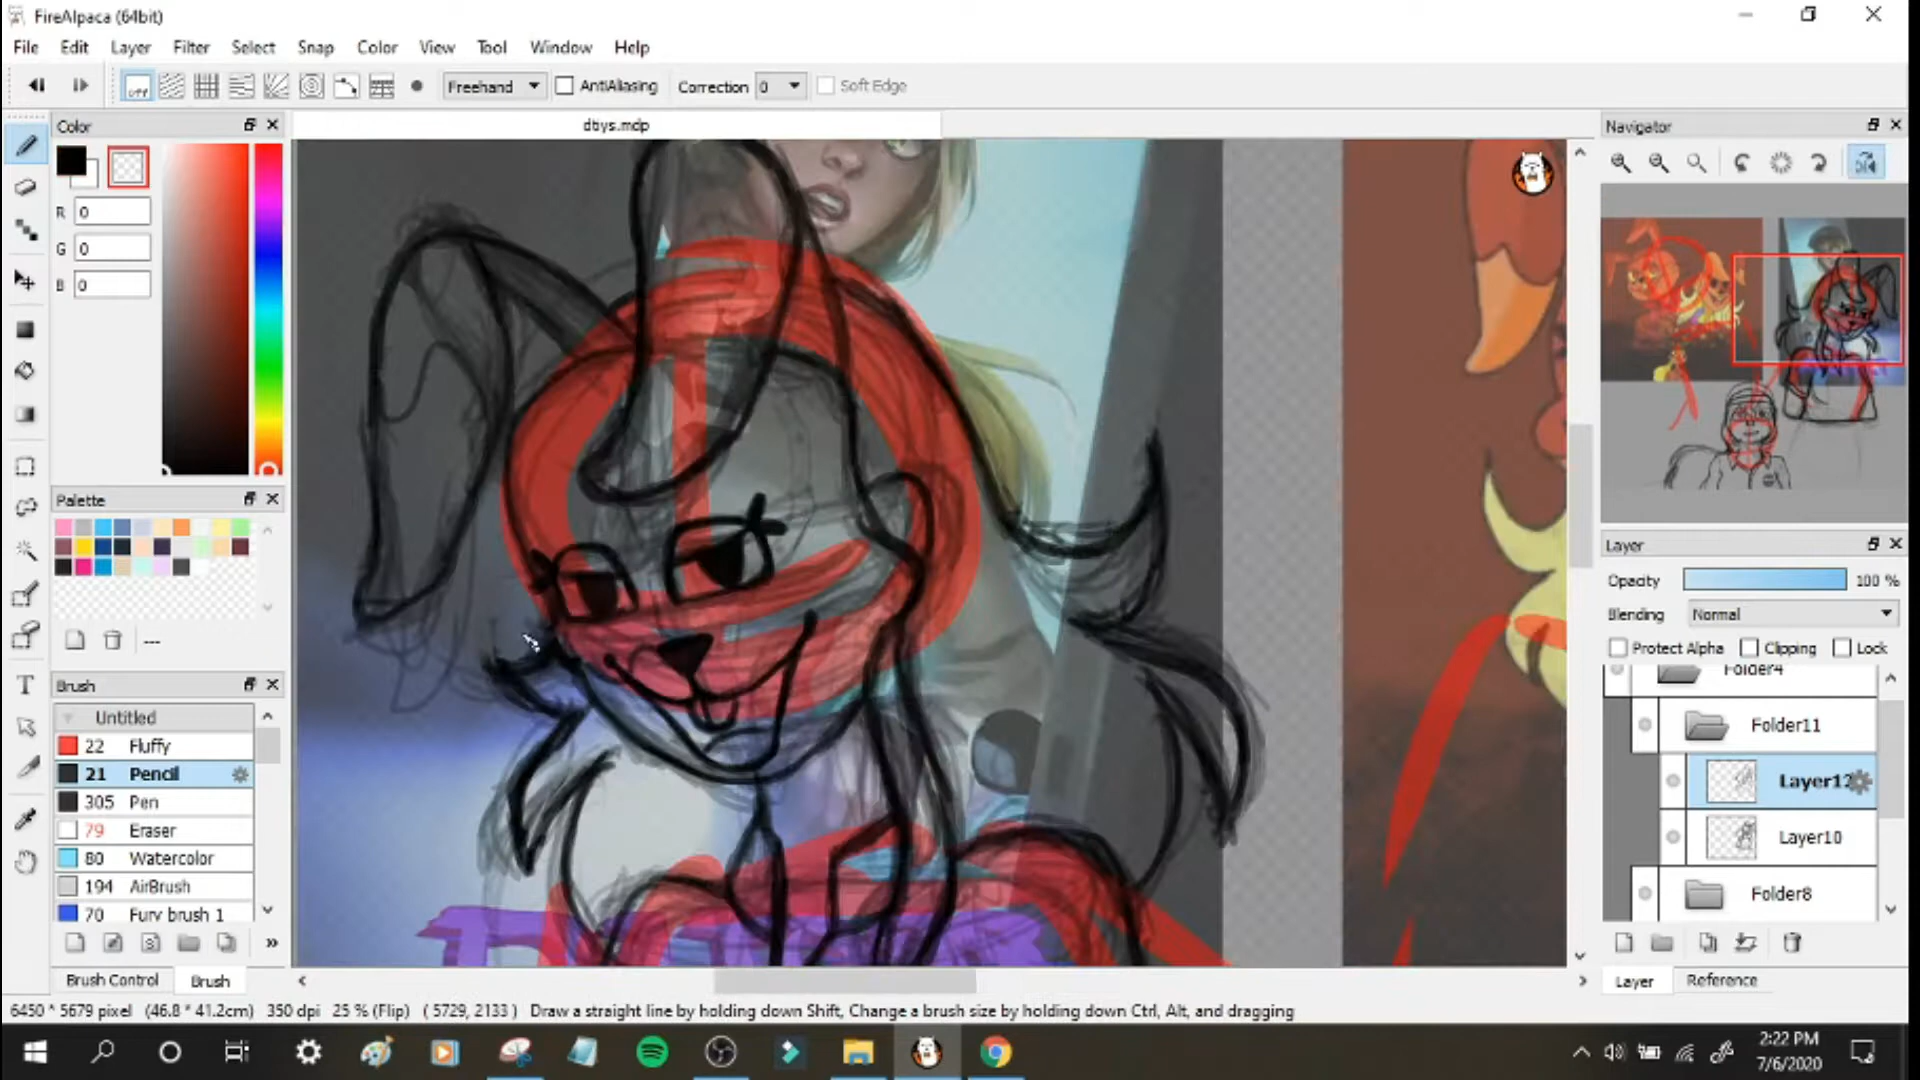 FireAlpaca (64bit)
File Edit Layer Filter Select Snap Color View Tool Window Help
OFF Freehand AntiAliasing Correction 0 Soft Edge
Color
dtiys.mdp
Navigator
R 0
G 0
B 0
Palette
---
Brush
Untitled
22 Fluffy
21 Pencil
305 Pen
79 Eraser
80 Watercolor
194 AirBrush
70 Fury brush 1
Brush Control Brush
Layer
Opacity 100 %
Blending Normal
Protect Alpha Clipping Lock
Folder4
Folder11
Layer10
Folder8
Layer Reference
6450 * 5679 pixel (46.8 * 41.2cm) 350 dpi 25 % (Flip) ( 5729, 2133 ) Draw a straight line by holding down Shift, Change a brush size by holding down Ctrl, Alt, and dragging
2:22 PM
7/6/2020